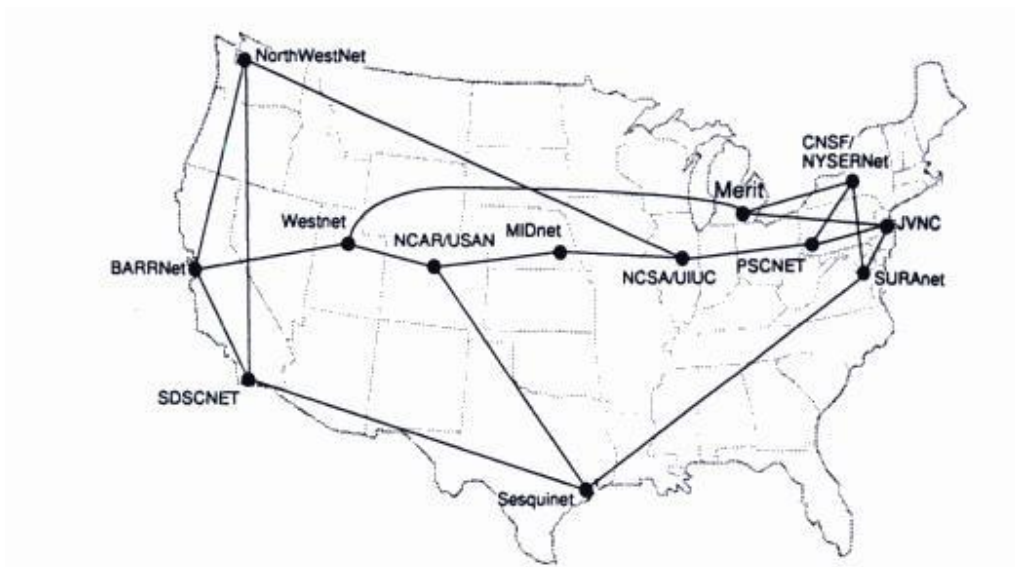 NorthWestNet
CNSF/
NYSERNet
Merit
Westnet
MIDnet
JVNC
NCAR/USAN
BARRNet
PSCNET
NCSA/UIUC
SURAnet
SDSCNET
Sesquinet